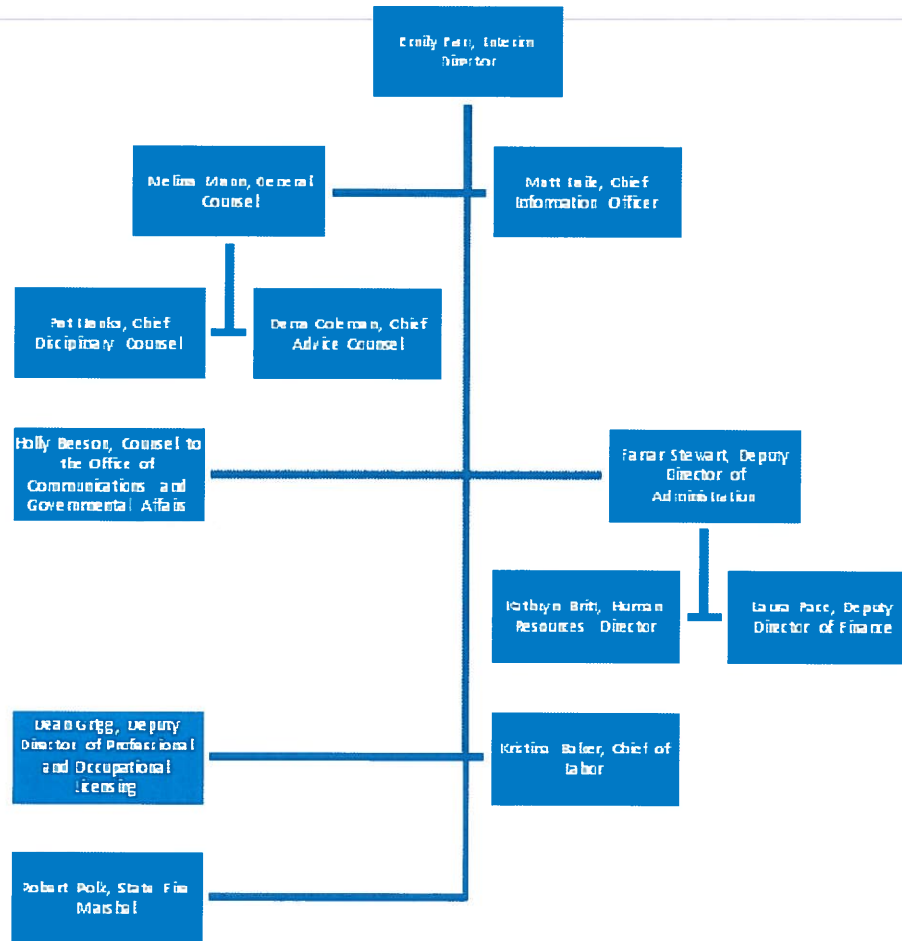 Emily Farr, Interim
Director
Melina Mann, General
Counsel
Matt Faile, Chief
Information Officer
Pat Hanks, Chief
Disciplinary Counsel
Darra Coleman, Chief
Advice Counsel
Holly Beeson, Counsel to
the Office of
Communications and
Governmental Affairs
Farrar Stewart, Deputy
Director of
Administration
Kathryn Britt, Human
Resources Director
Laura Pace, Deputy
Director of Finance
Dean Grigg, Deputy
Director of Professional
and Occupational
Licensing
Kristina Baker, Chief of
Labor
Robert Polk, State Fire
Marshal